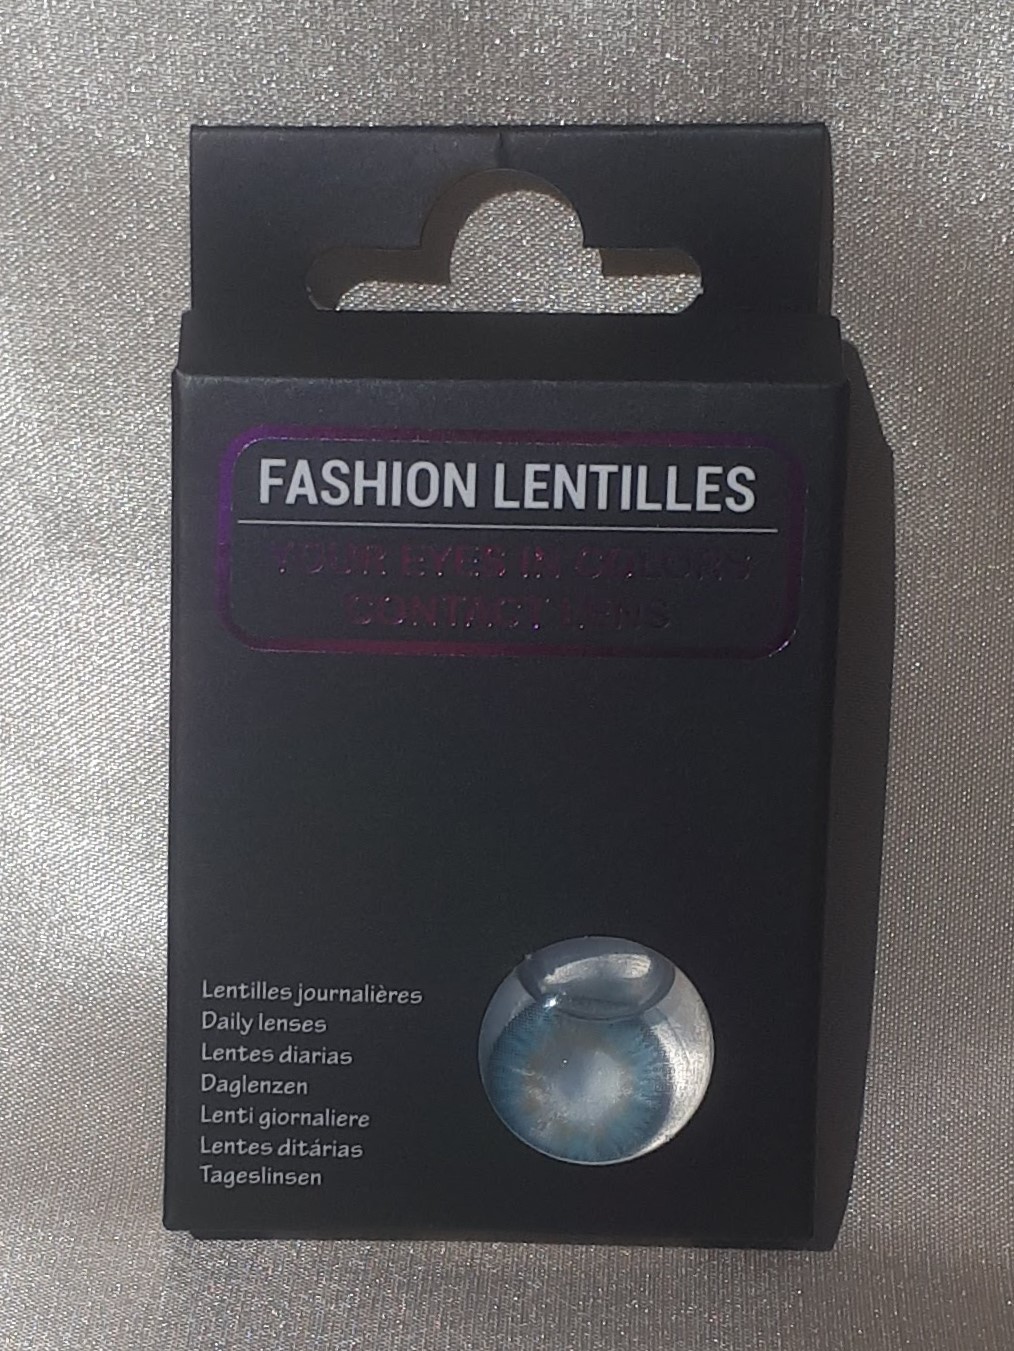 FASHION LENTILLES
YOUR EYES IN COLORS
CONTACT LENS
Lentilles journalières
Daily lenses
Lentes diarias
Daglenzen
Lenti giornaliere
Lentes ditárias
Tageslinsen